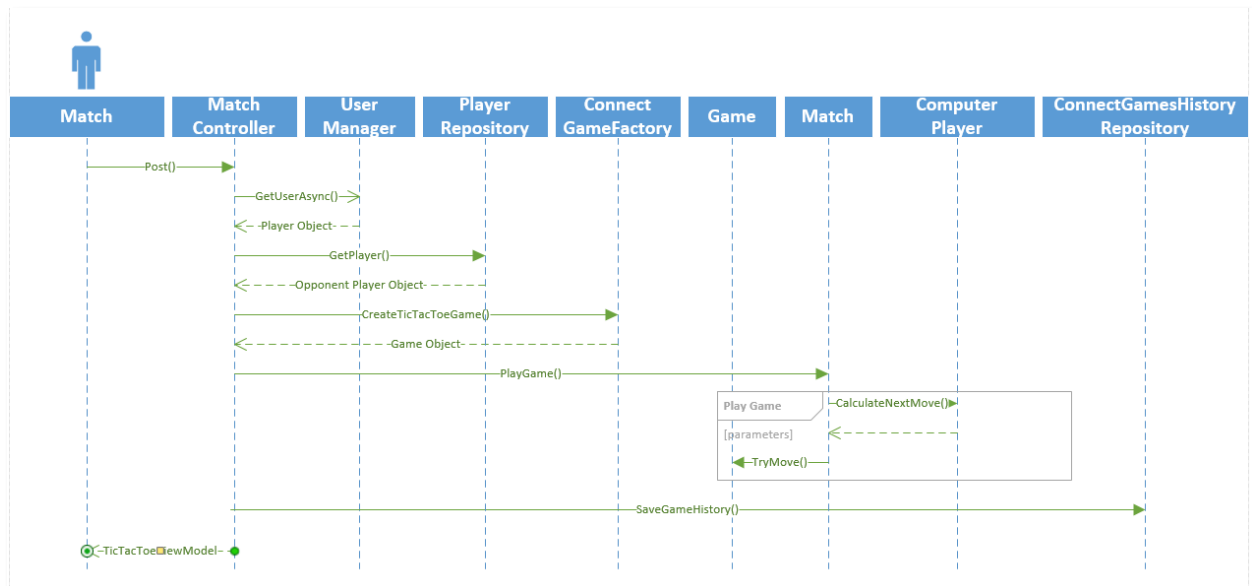 Match
Match
Controller
User
Manager
Player
Repository
Connect
GameFactory
Game
Match
Computer
Player
ConnectGamesHistory
Repository
Post()
GetUserAsync()
Player Object
GetPlayer()
Opponent Player Object
CreateTicTacToeGame()
Game Object
PlayGame()
Play Game
CalculateNextMove()
[parameters]
TryMove()
SaveGameHistory()
TicTacToeViewModel